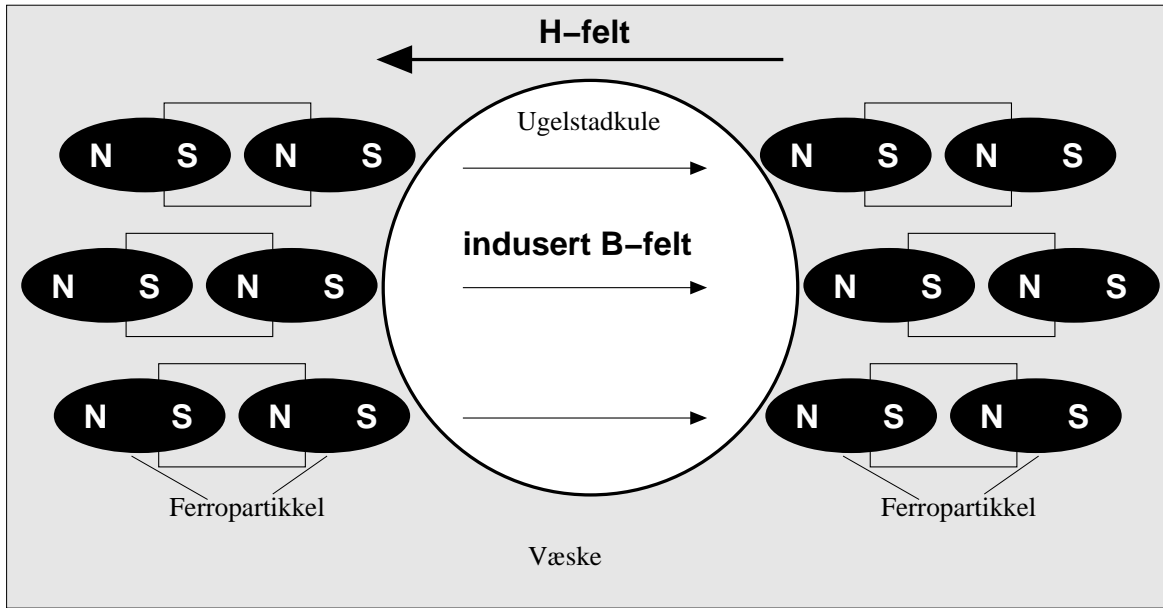 H−felt
Ugelstadkule
N S N S N S N S
indusert B−felt
N S N S N S N S
N S N S N S N S
Ferropartikkel Ferropartikkel
Væske